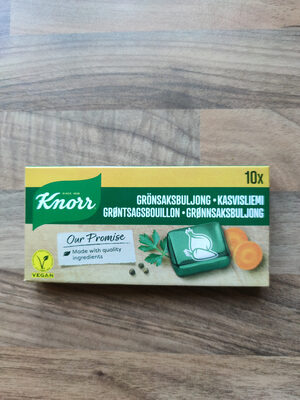 10x
SINCE 1838
Knorr
GRÖNSAKSBULJONG • KASVISLIEMI
GRØNTSAGSBOUILLON • GRØNNSAKSBULJONG
Our Promise
Made with quality
ingredients
V
VEGAN